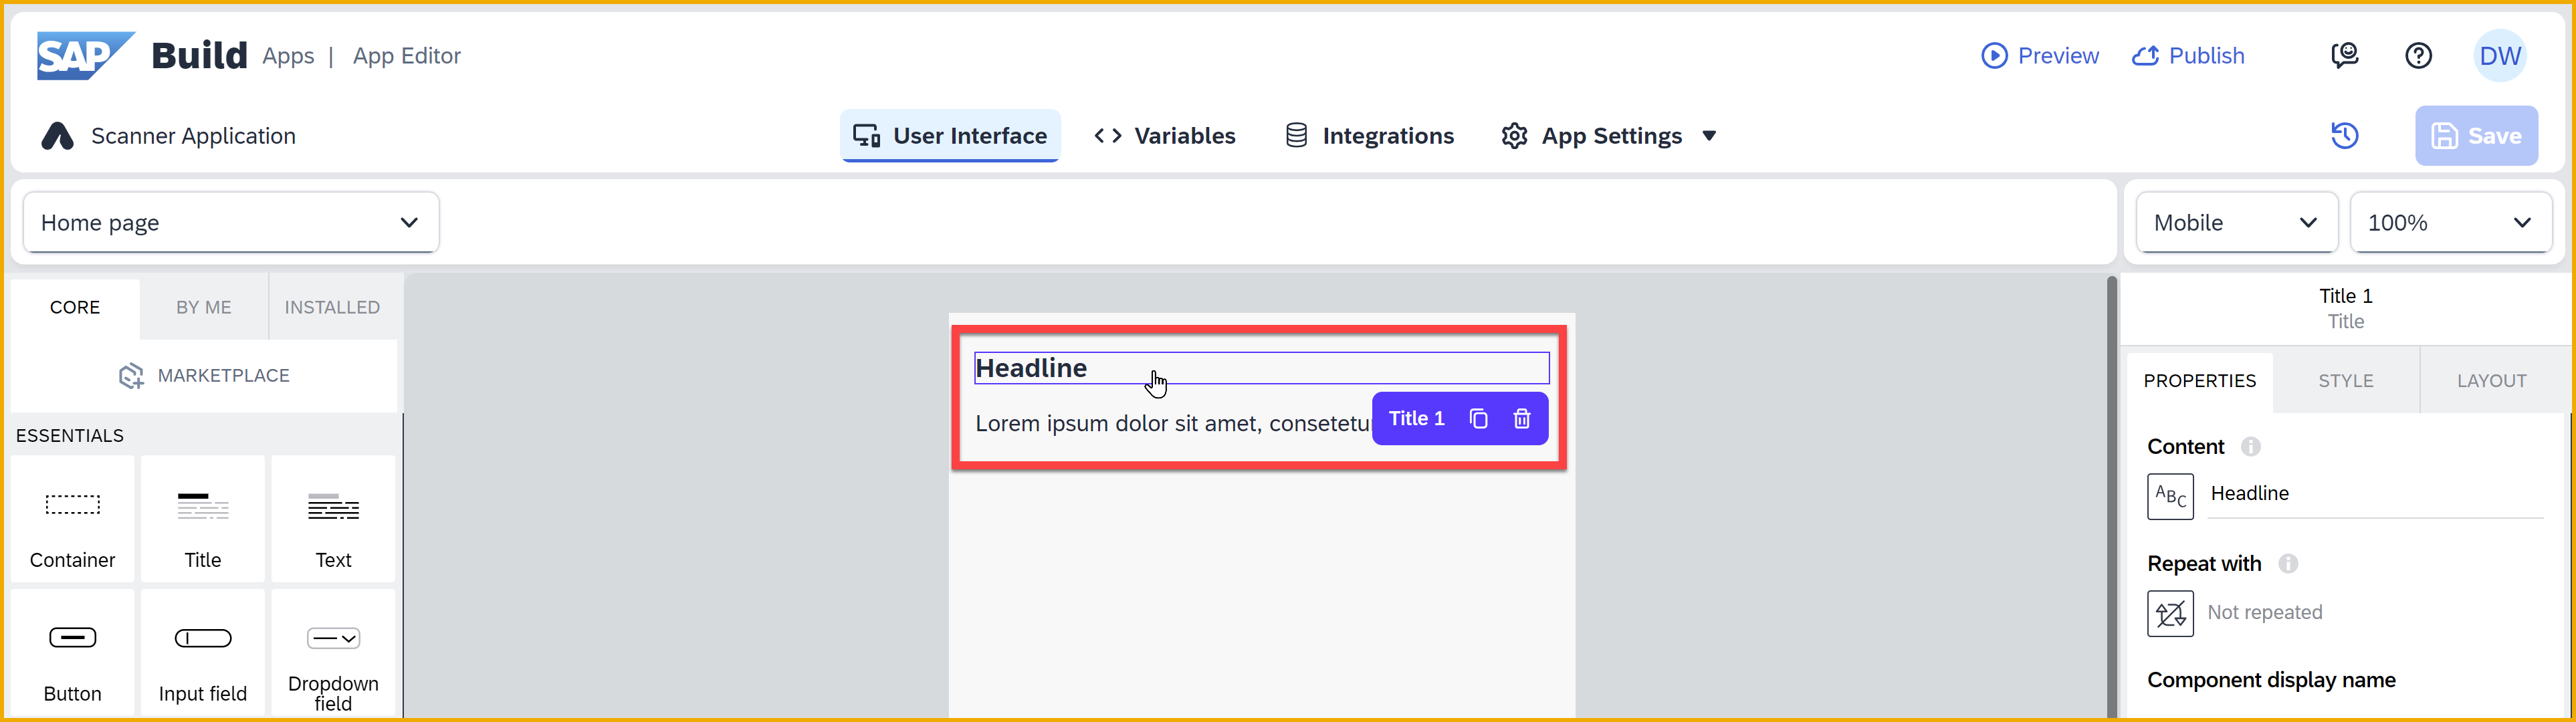 SAP Build Apps | App Editor
Preview Publish DW
Scanner Application User Interface Variables Integrations App Settings Save
Home page Mobile 100%
CORE BY ME INSTALLED
MARKETPLACE
ESSENTIALS
Container Title Text
Button Input field Dropdown
field
Headline
Lorem ipsum dolor sit amet, consetetur
Title 1
Title 1
Title
PROPERTIES STYLE LAYOUT
Content
ABC Headline
Repeat with
Not repeated
Component display name